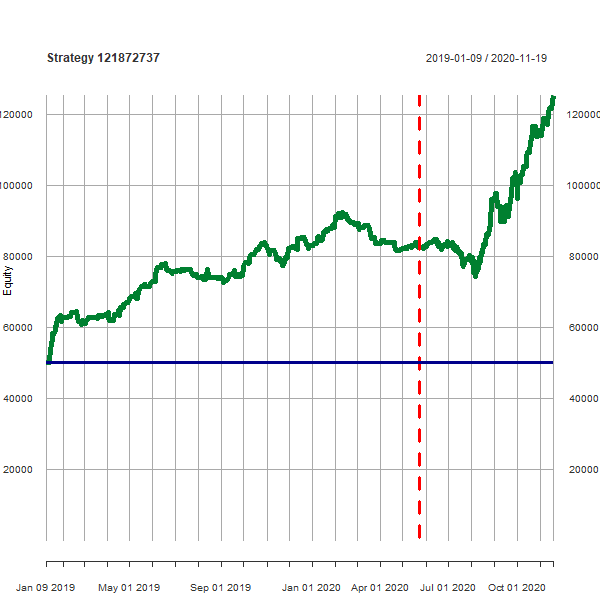 Strategy 121872737 2019-01-09 / 2020-11-19
120000 120000
100000 100000
80000 80000
Equity
60000 60000
40000 40000
20000 20000
Jan 09 2019 May 01 2019 Sep 01 2019 Jan 01 2020 Apr 01 2020 Jul 01 2020 Oct 01 2020